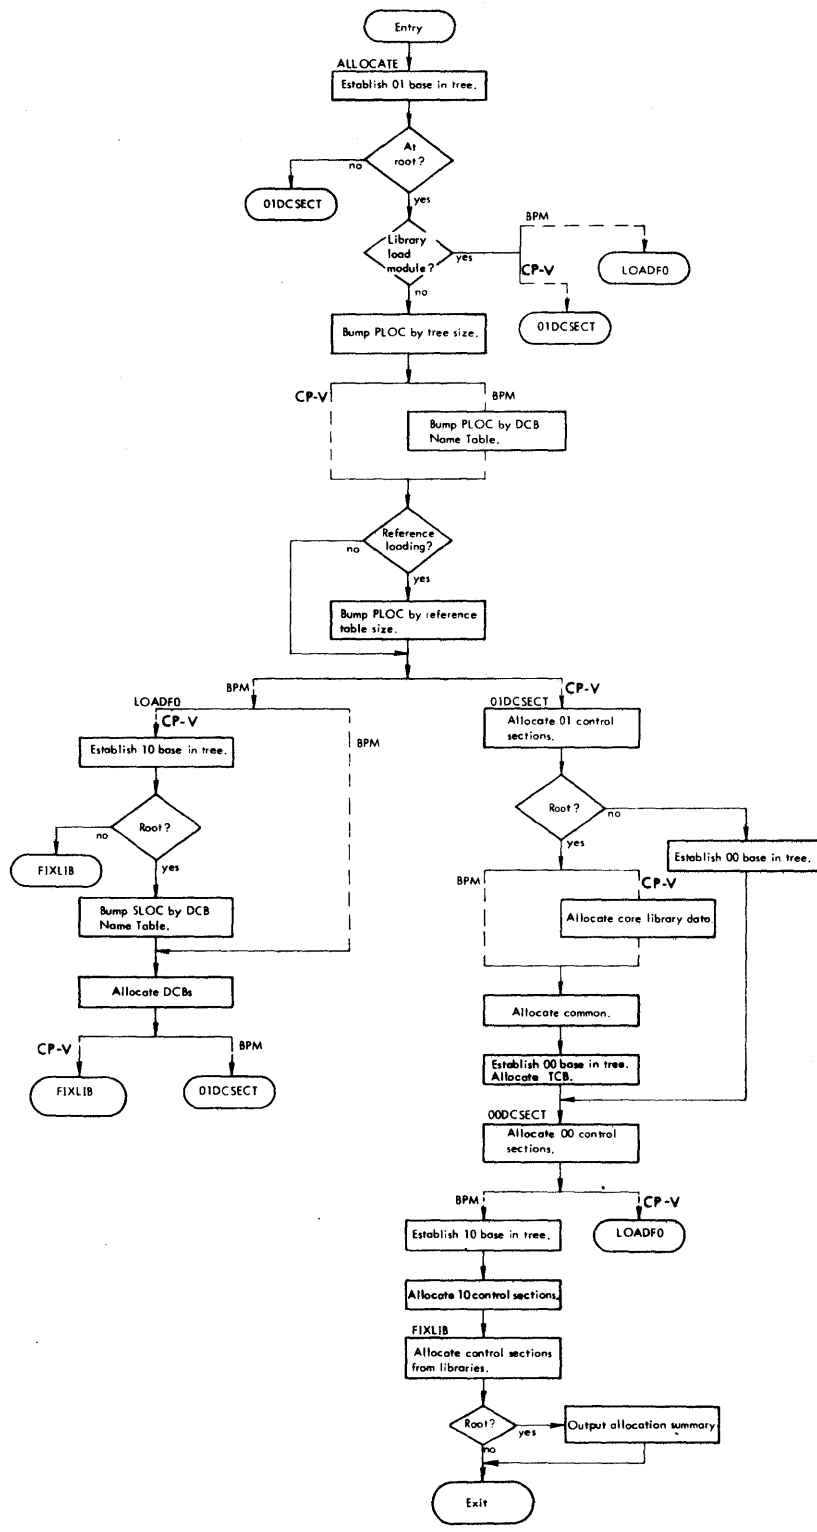 Entry
ALLOCATE
Establish 01 base in tree.
At
root?
no
yes
01DCSECT
Library
load
module?
yes
no
BPM
LOADF0
CP-V
01DCSECT
Bump PLOC by tree size.
CP-V
BPM
Bump PLOC by DCB
Name Table.
Reference
loading?
no
yes
Bump PLOC by reference
table size.
BPM
CP-V
LOADF0
CP-V
BPM
Establish 10 base in tree.
Root?
no
yes
FIXLIB
Bump SLOC by DCB
Name Table.
Allocate DCBs
CP-V
BPM
FIXLIB
01DCSECT
01DCSECT
Allocate 01 control
sections.
Root?
no
yes
Establish 00 base in tree.
BPM
CP-V
Allocate core library data.
Allocate common.
Establish 00 base in tree.
Allocate TCB.
00DCSECT
Allocate 00 control
sections.
BPM
CP-V
Establish 10 base in tree.
LOADF0
Allocate 10 control sections.
FIXLIB
Allocate control sections
from libraries.
Root?
yes
no
Output allocation summary
Exit